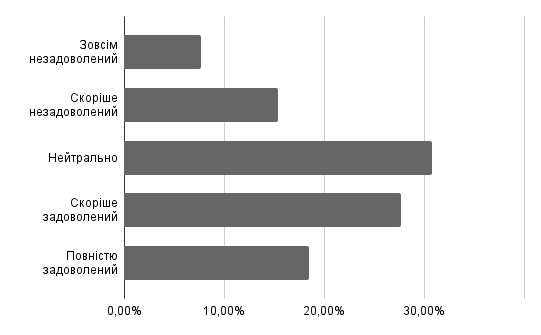 Зовсім
незадоволений
Скоріше
незадоволений
Нейтрально
Скоріше
задоволений
Повністю
задоволений
0,00%
10,00%
20,00%
30,00%